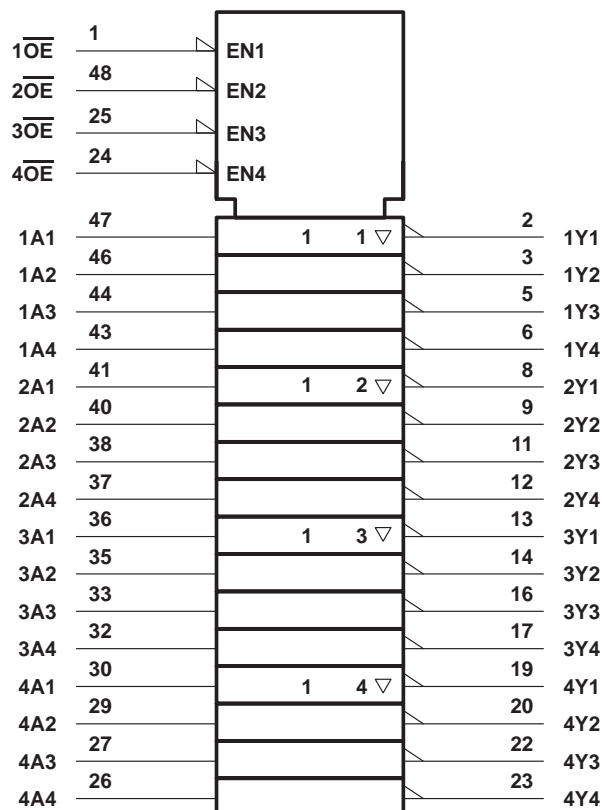 1O̅E̅ 1 EN1
2O̅E̅ 48 EN2
3O̅E̅ 25 EN3
4O̅E̅ 24 EN4
1A1 47 1 1 ▽ 2 1Y1
1A2 46 3 1Y2
1A3 44 5 1Y3
1A4 43 6 1Y4
2A1 41 1 2 ▽ 8 2Y1
2A2 40 9 2Y2
2A3 38 11 2Y3
2A4 37 12 2Y4
3A1 36 1 3 ▽ 13 3Y1
3A2 35 14 3Y2
3A3 33 16 3Y3
3A4 32 17 3Y4
4A1 30 1 4 ▽ 19 4Y1
4A2 29 20 4Y2
4A3 27 22 4Y3
4A4 26 23 4Y4